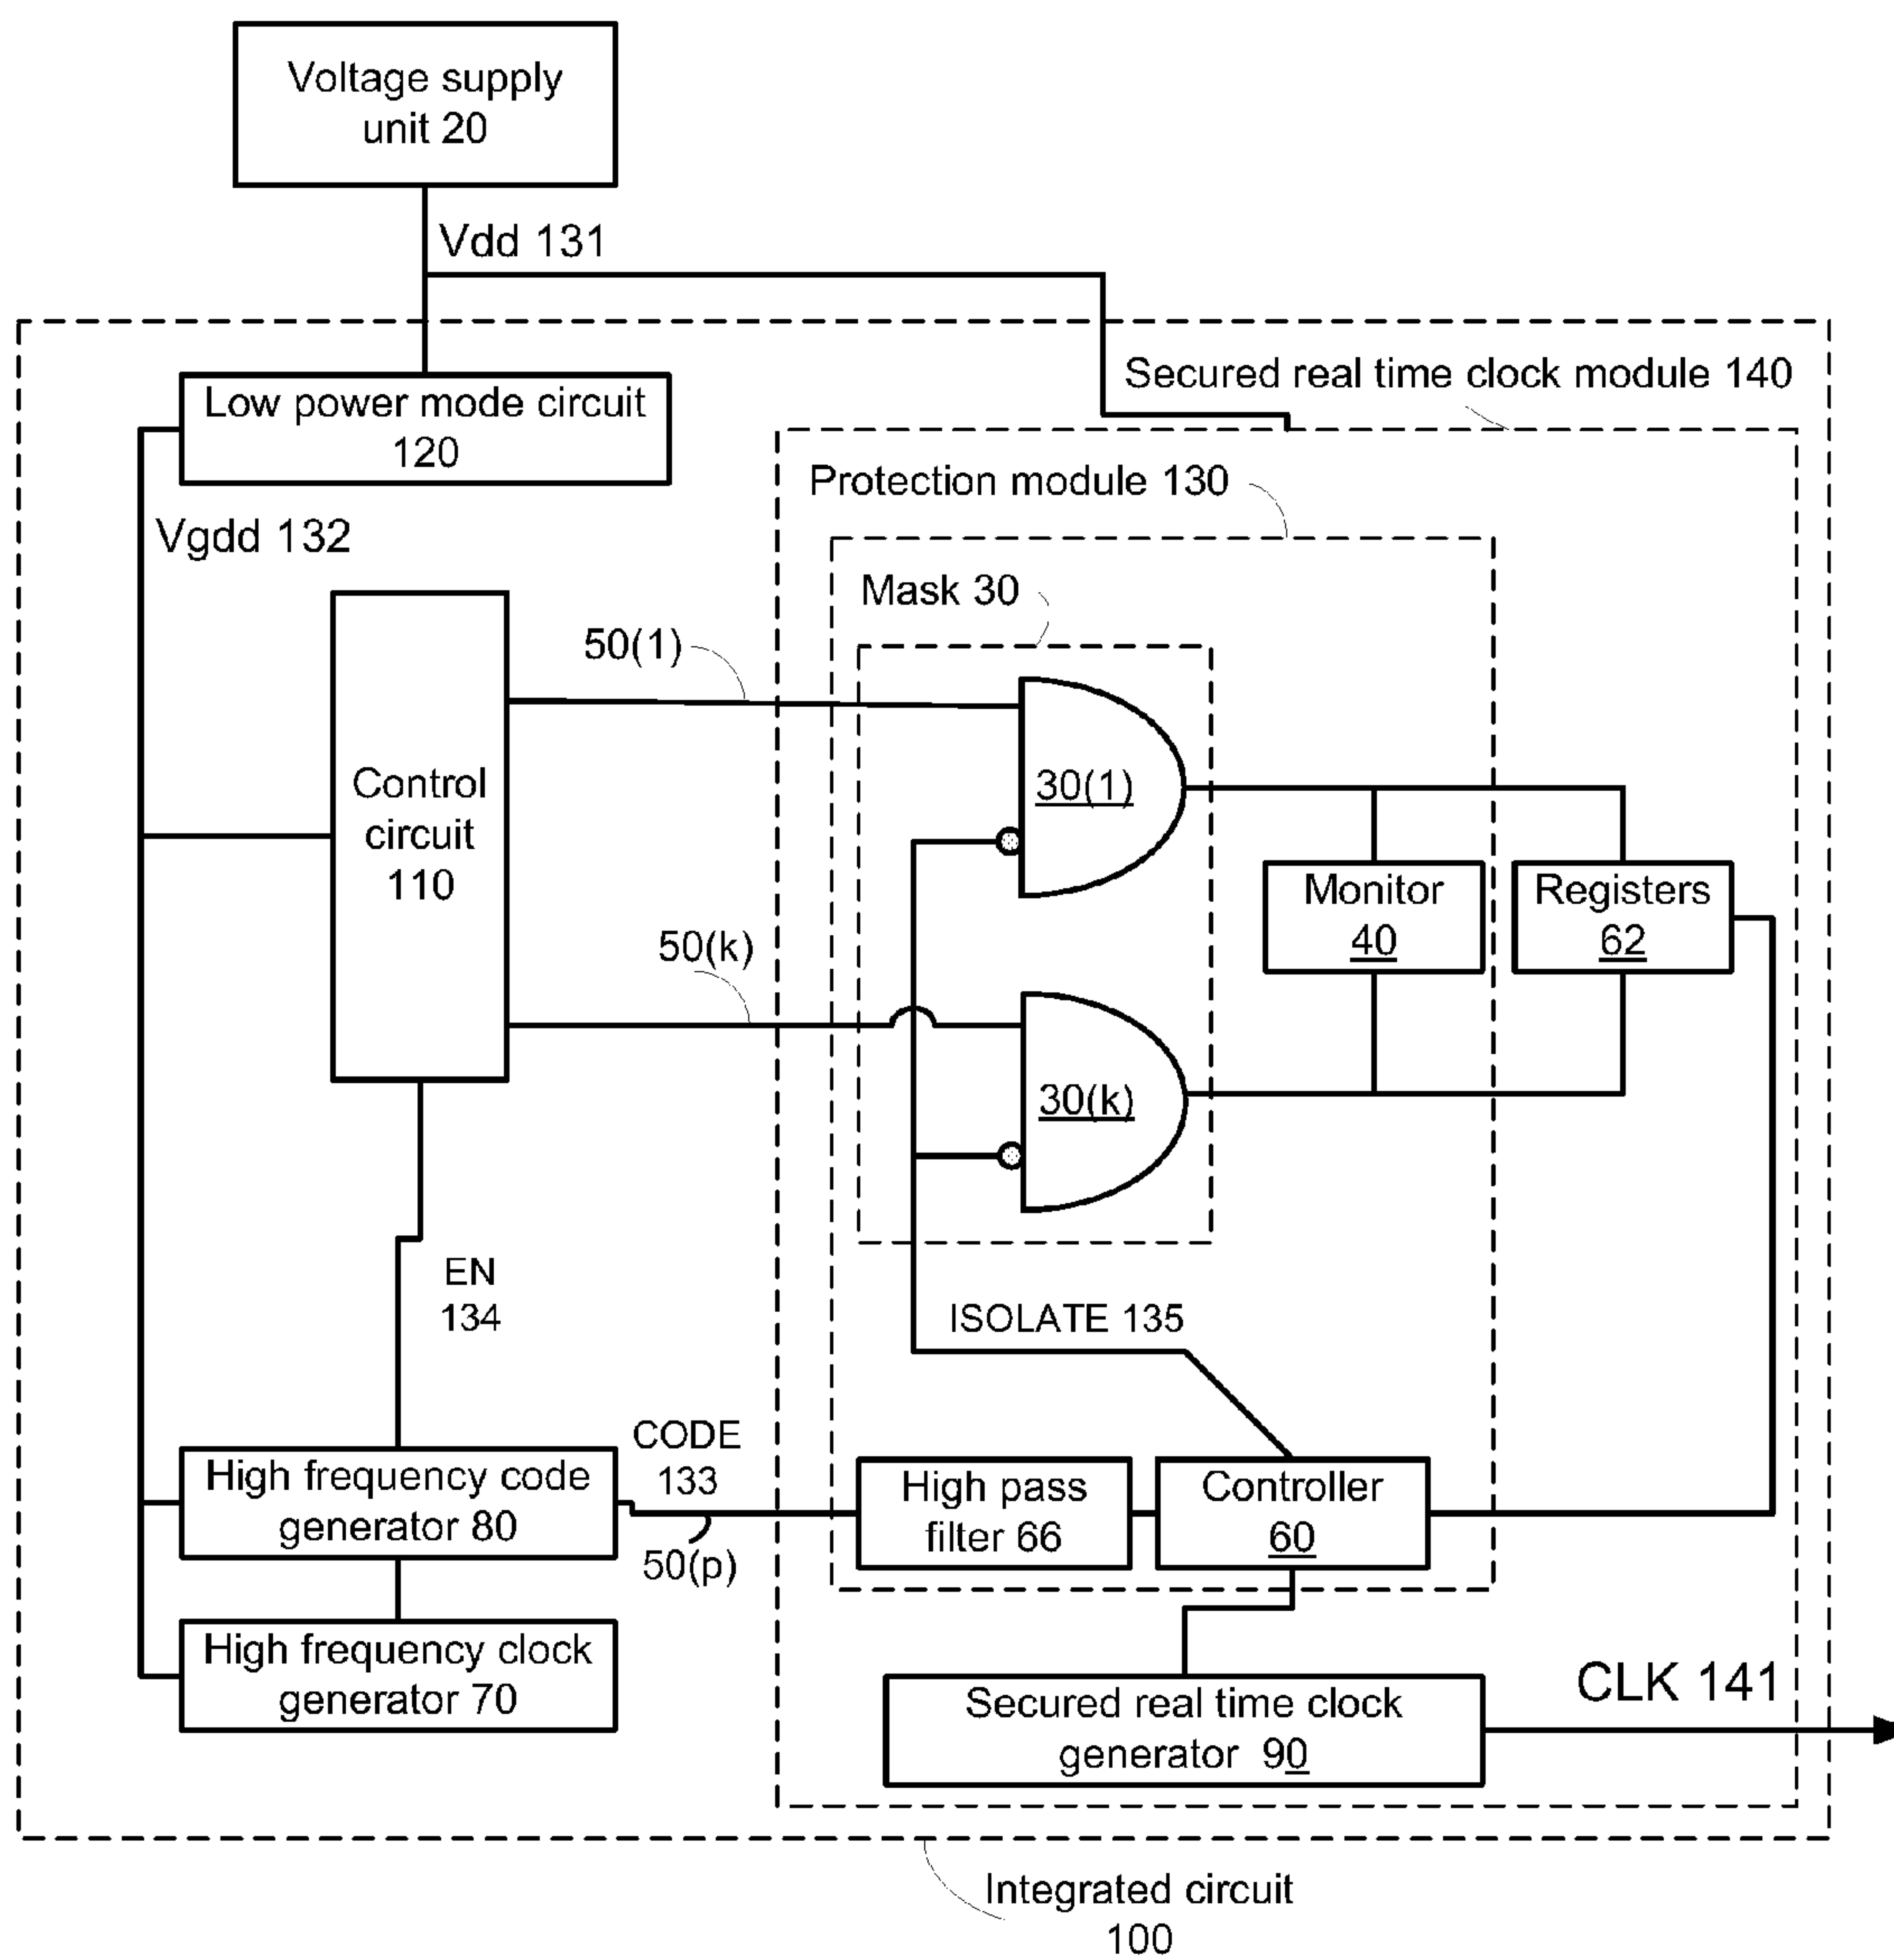 Voltage supply
unit 20
Vdd 131
Secured real time clock module 140
Low power mode circuit
120
Protection module 130
Vgdd 132
Mask 30
50(1)
30(1)
Control
circuit
110
Monitor
40
Registers
62
50(k)
30(k)
EN
134
ISOLATE 135
CODE
133
High frequency code
generator 80
High pass
filter 66
Controller
60
50(p)
High frequency clock
generator 70
CLK 141
Secured real time clock
generator 90
Integrated circuit
100